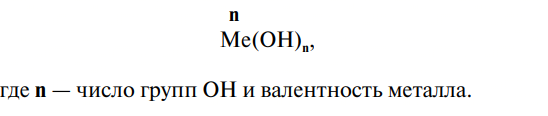 n
Me(OH)n,
где n — число групп OH и валентность металла.